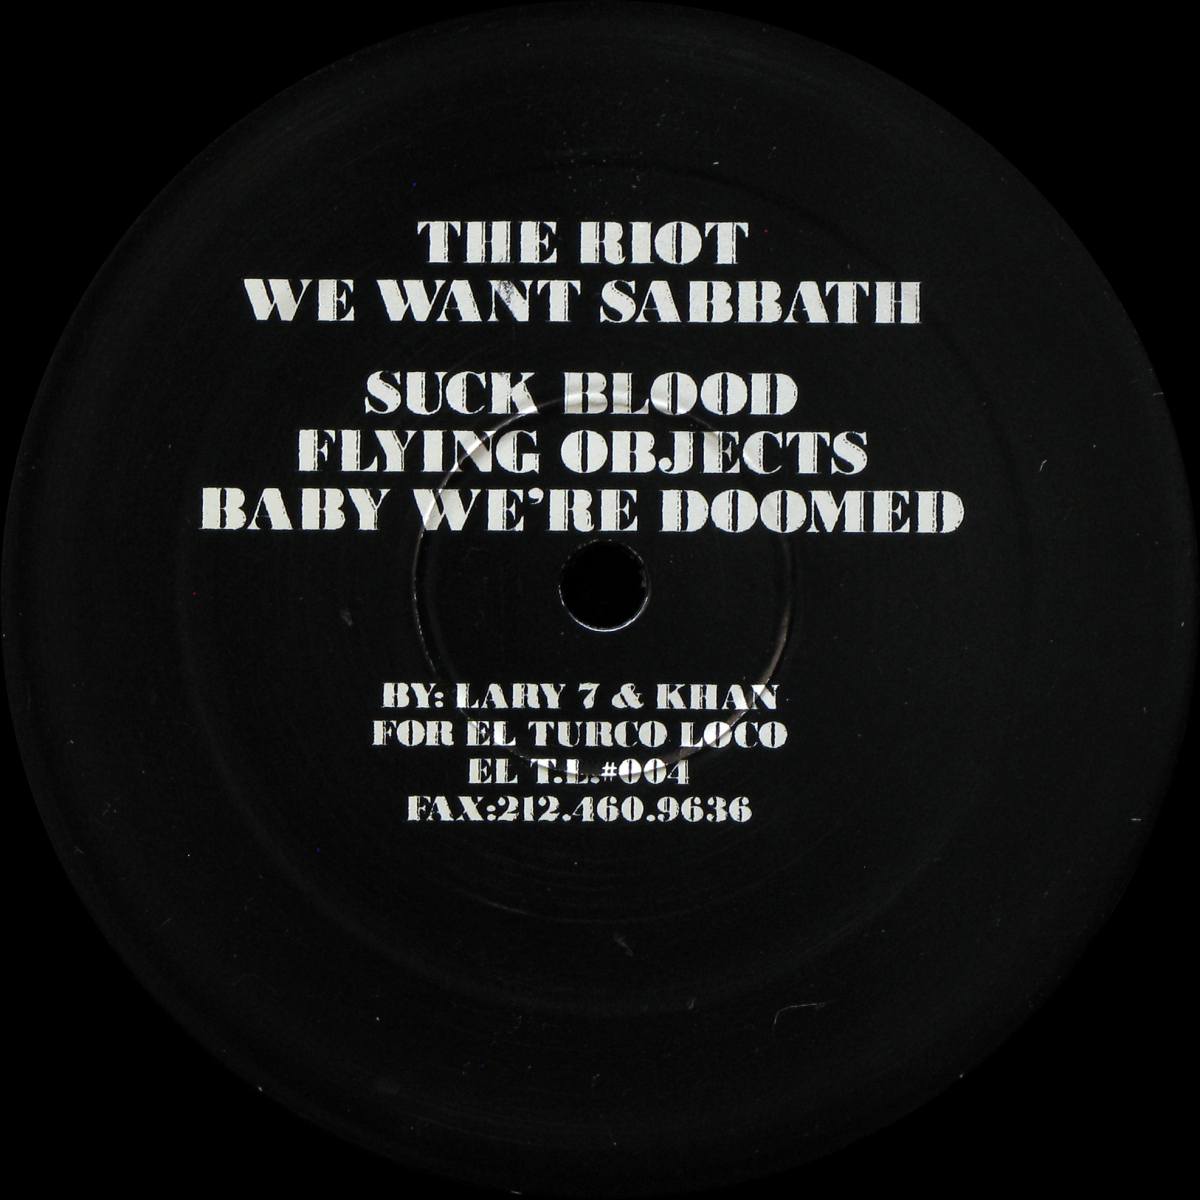 THE RIOT
WE WANT SABBATH
SUCK BLOOD
FLYING OBJECTS
BABY WE'RE DOOMED
BY: LARY 7 & KHAN
FOR EL TURCO LOCO
EL T.L.#004
FAX:212.460.9636